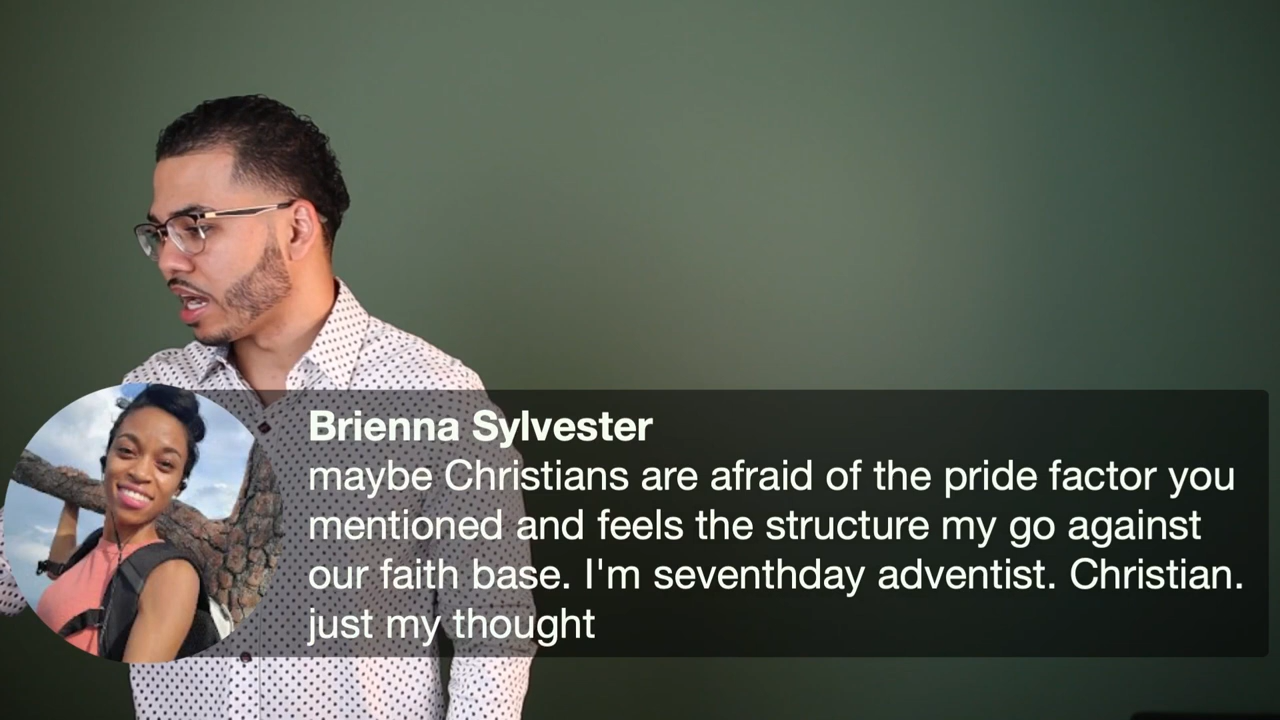 Brienna Sylvester
maybe Christians are afraid of the pride factor you
mentioned and feels the structure my go against
our faith base. I'm seventhday adventist. Christian.
just my thought